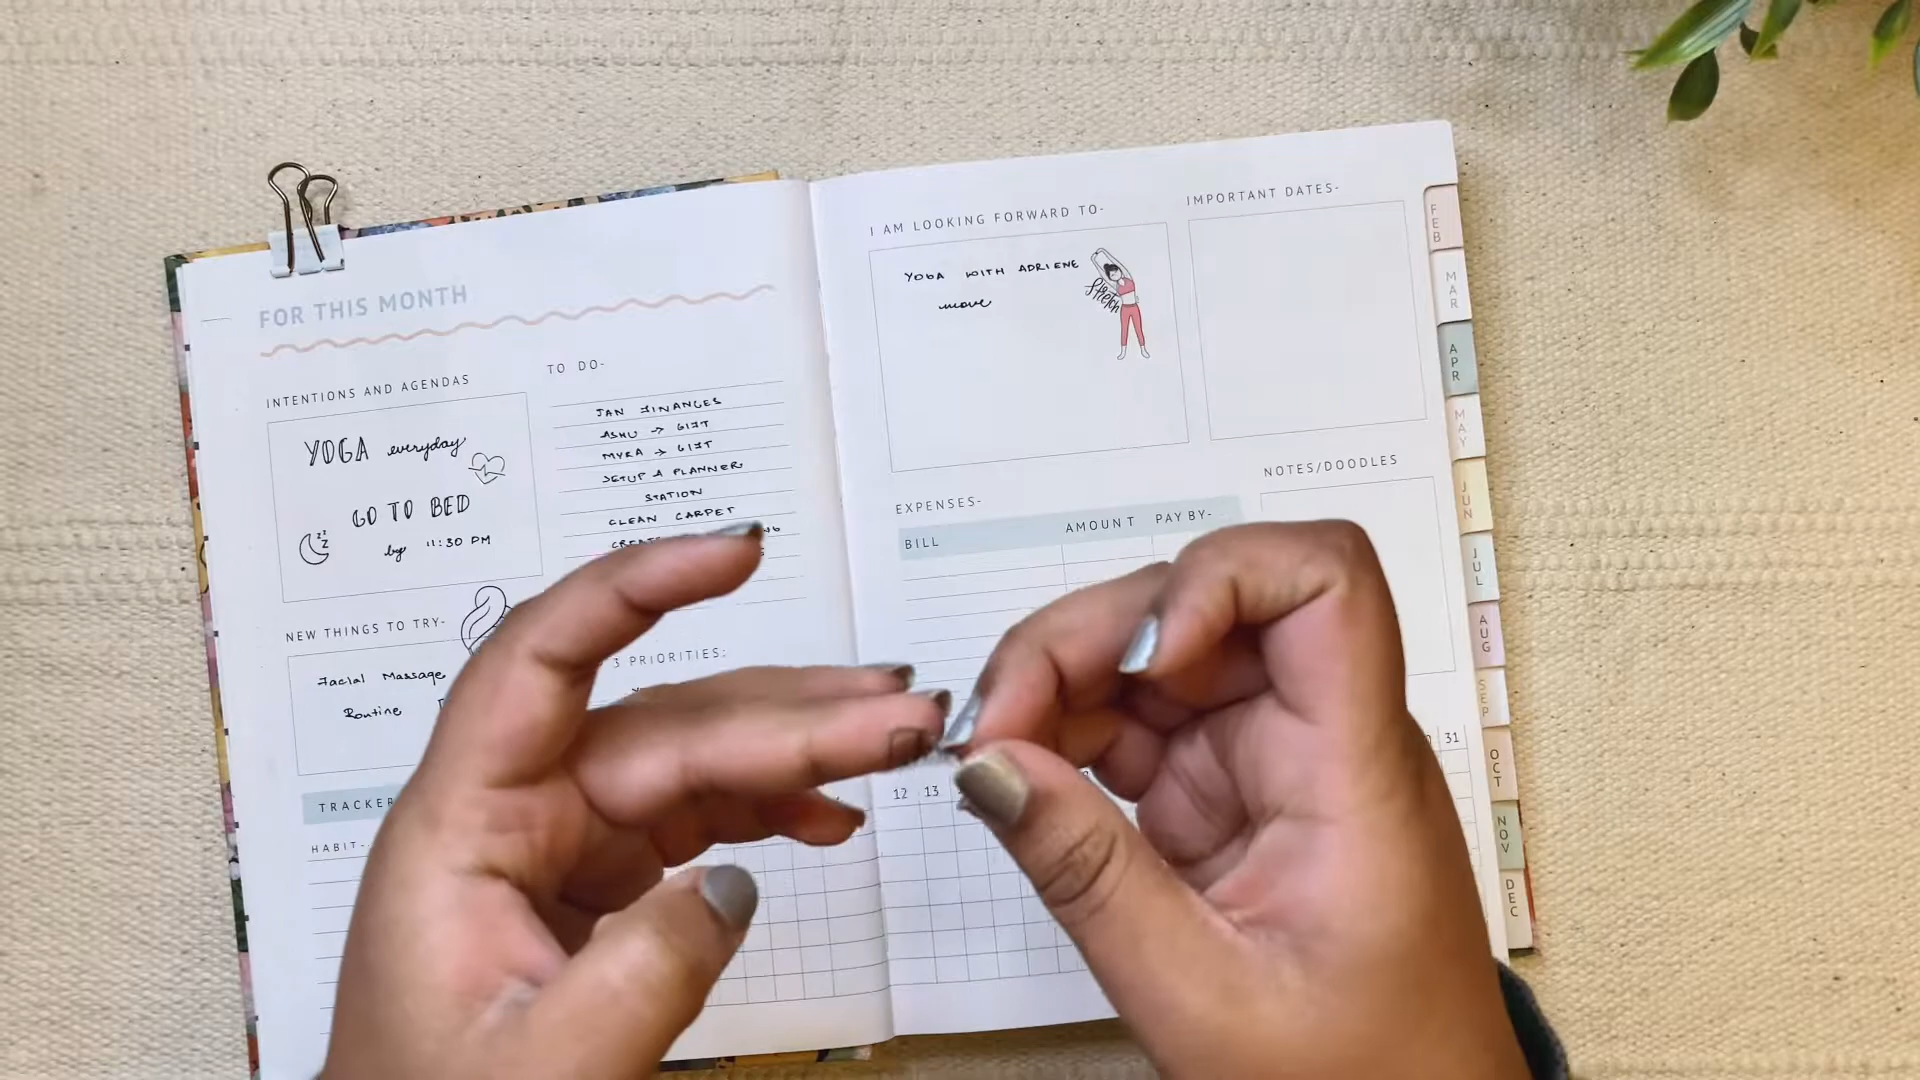 FOR THIS MONTH
INTENTIONS AND AGENDAS
YOGA everyday
GO TO BED
by 11:30 PM
NEW THINGS TO TRY-
Facial Massage
Routine
TRACKER
HABIT-
TO DO-
JAN FINANCES
ASHU → GIFT
MYRA → GIFT
SETUP A PLANNER
STATION
CLEAN CARPET
3 PRIORITIES:
I AM LOOKING FORWARD TO-
YOGA WITH ADRIENE
move
Stretch
IMPORTANT DATES-
EXPENSES-
BILL AMOUNT PAY BY-
NOTES/DOODLES
12 13
31
FEB
MAR
APR
MAY
JUN
JUL
AUG
SEP
OCT
NOV
DEC